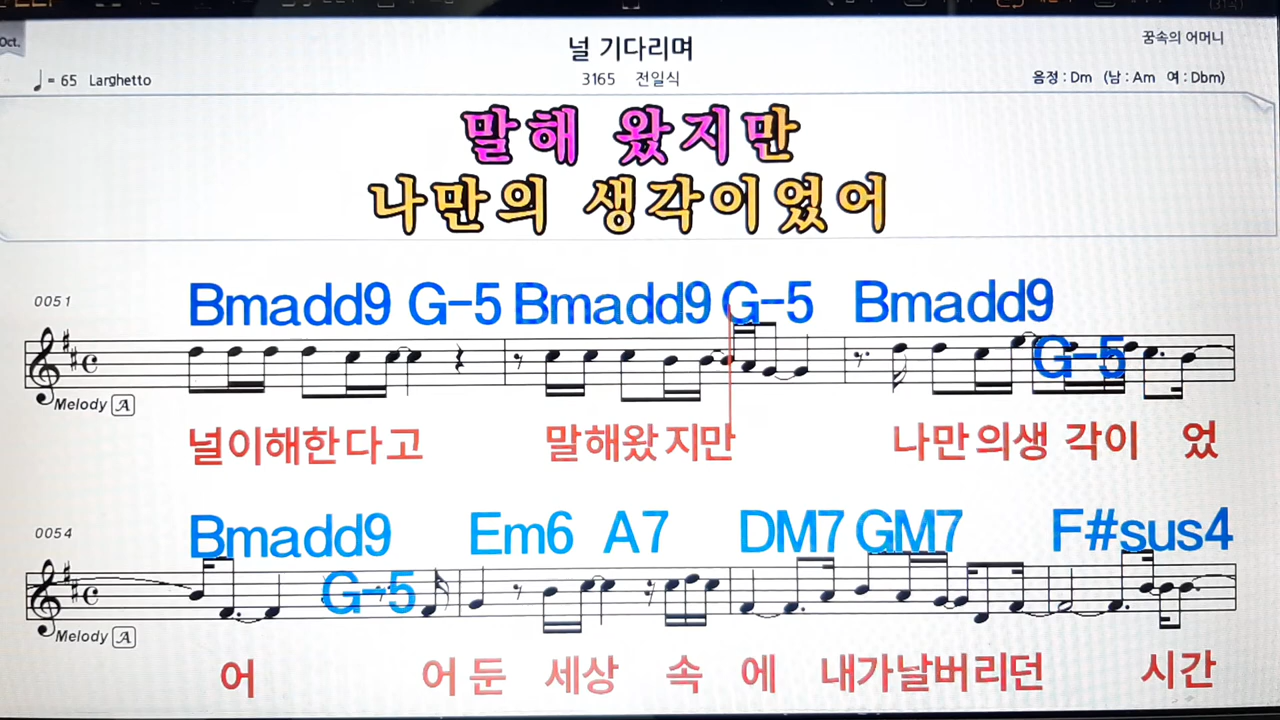 Oct.
널 기다리며
꿈속의 어머니
♩= 65 Larghetto
3165 전일식
음정 : Dm (남 : Am 여 : Dbm)
말해 왔지만
나만의 생각이었어
0051
Bmadd9 G-5 Bmadd9 G-5 Bmadd9 G-5
Melody A
널이해한다고 말해왔지만 나만의생 각이 었
0054
Bmadd9 G-5 Em6 A7 DM7 GM7 F#sus4
Melody A
어 어둔 세상 속 에 내가날버리던 시간